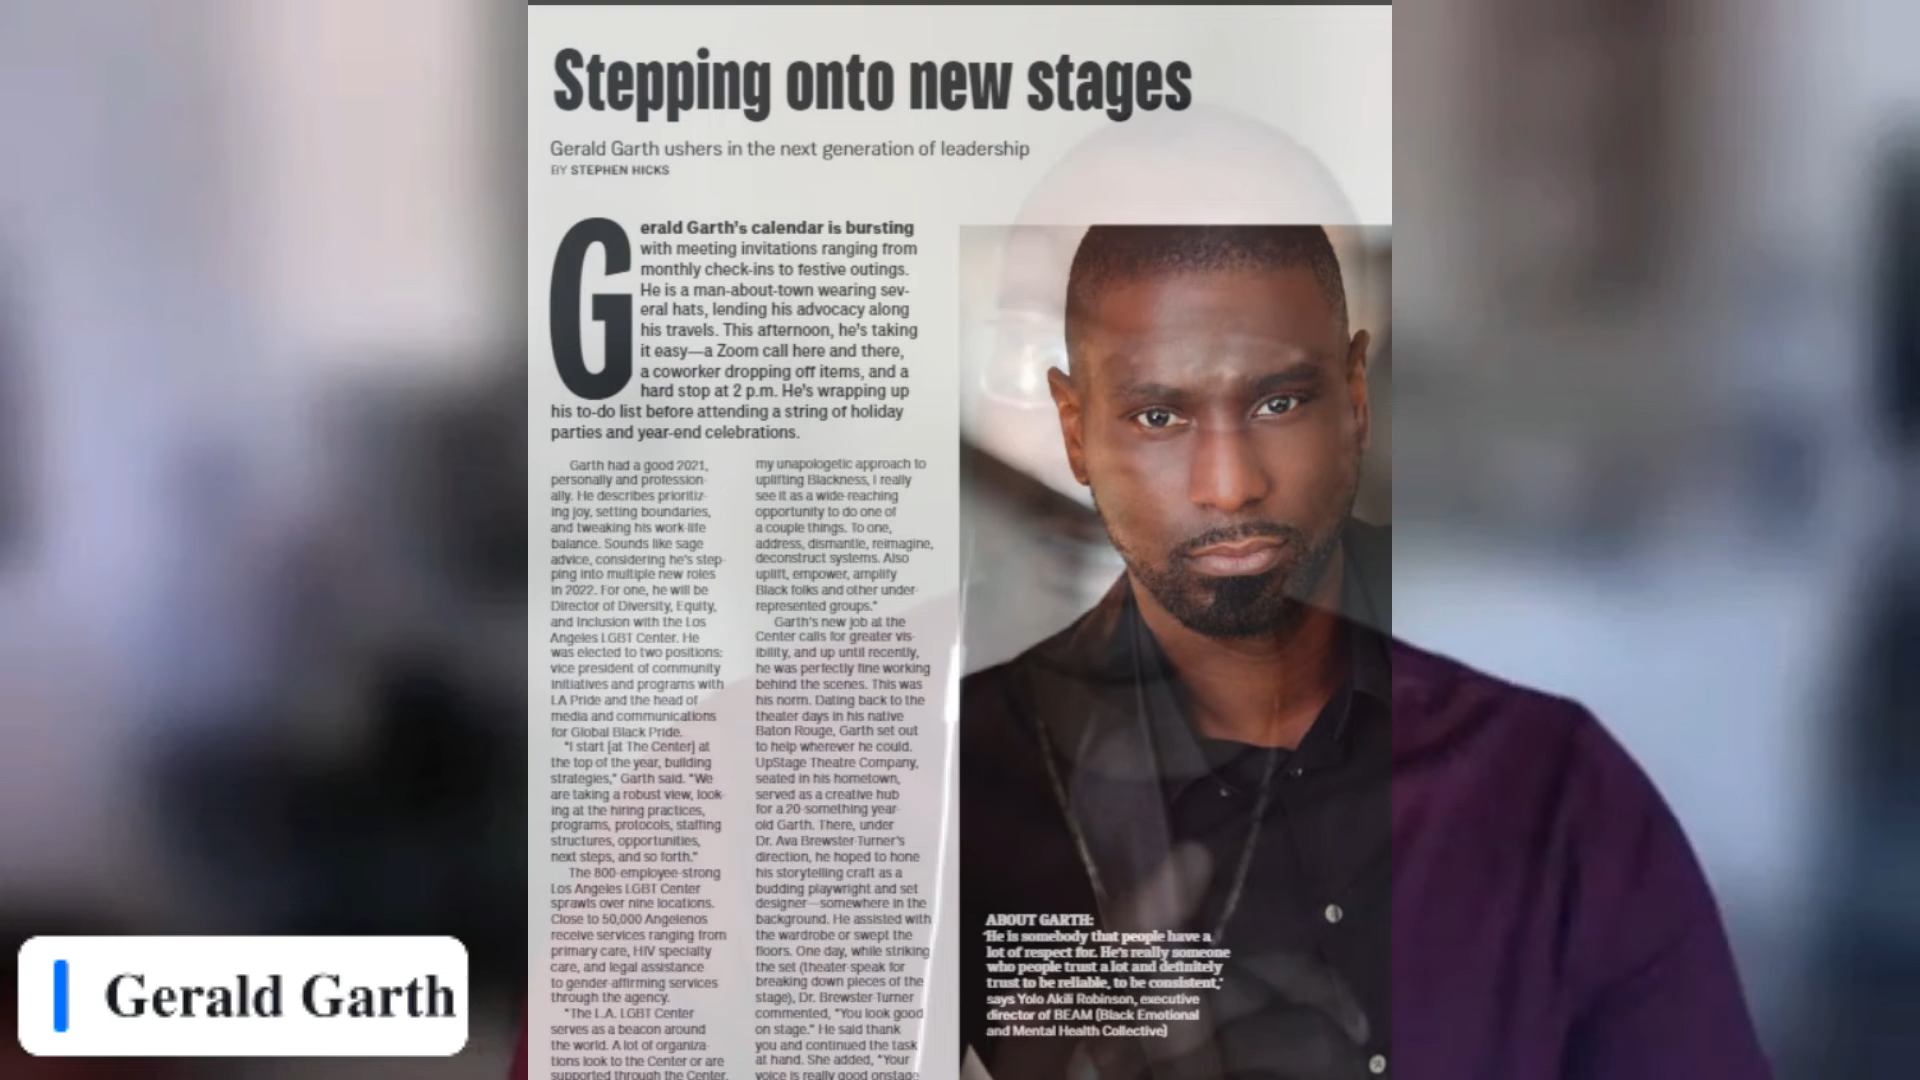 Stepping onto new stages
Gerald Garth ushers in the next generation of leadership
BY STEPHEN HICKS
Gerald Garth's calendar is bursting
with meeting invitations ranging from
monthly check-ins to festive outings.
He is a man-about-town wearing sev-
eral hats, lending his advocacy along
his travels. This afternoon, he's taking
it easy—a Zoom call here and there,
a coworker dropping off items, and a
hard stop at 2 p.m. He's wrapping up
his to-do list before attending a string of holiday
parties and year-end celebrations.
Garth had a good 2021,
personally and profession-
ally. He describes prioritiz-
ing joy, setting boundaries,
and tweaking his work-life
balance. Sounds like sage
advice, considering he's step-
ping into multiple new roles
in 2022. For one, he will be
Director of Diversity, Equity,
and Inclusion with the Los
Angeles LGBT Center. He
was elected to two positions:
vice president of community
initiatives and programs with
LA Pride and the head of
media and communications
for Global Black Pride.
"I start [at The Center] at
the top of the year, building
strategies," Garth said. "We
are taking a robust view, look-
ing at the hiring practices,
programs, protocols, staffing
structures, opportunities,
next steps, and so forth."
The 800-employee-strong
Los Angeles LGBT Center
sprawls over nine locations.
Close to 50,000 Angelenos
receive services ranging from
primary care, HIV specialty
care, and legal assistance
to gender-affirming services
through the agency.
"The L.A. LGBT Center
serves as a beacon around
the world. A lot of organiza-
tions look to the Center or are
supported through the Center.
my unapologetic approach to
uplifting Blackness, I really
see it as a wide-reaching
opportunity to do one of
a couple things. To one,
address, dismantle, reimagine,
deconstruct systems. Also
uplift, empower, amplify
Black folks and other under-
represented groups."
Garth's new job at the
Center calls for greater vis-
ibility, and up until recently,
he was perfectly fine working
behind the scenes. This was
his norm. Dating back to the
theater days in his native
Baton Rouge, Garth set out
to help wherever he could.
UpStage Theatre Company,
seated in his hometown,
served as a creative hub
for a 20-something year-
old Garth. There, under
Dr. Ava Brewster-Turner's
direction, he hoped to hone
his storytelling craft as a
budding playwright and set
designer—somewhere in the
background. He assisted with
the wardrobe or swept the
floors. One day, while striking
the set (theater-speak for
breaking down pieces of the
stage), Dr. Brewster-Turner
commented, "You look good
on stage." He said thank
you and continued the task
at hand. She added, "Your
voice is really good onstage
ABOUT GARTH:
"He is somebody that people have a
lot of respect for. He's really someone
who people trust a lot and definitely
trust to be reliable, to be consistent,"
says Yolo Akili Robinson, executive
director of BEAM (Black Emotional
and Mental Health Collective)
Gerald Garth